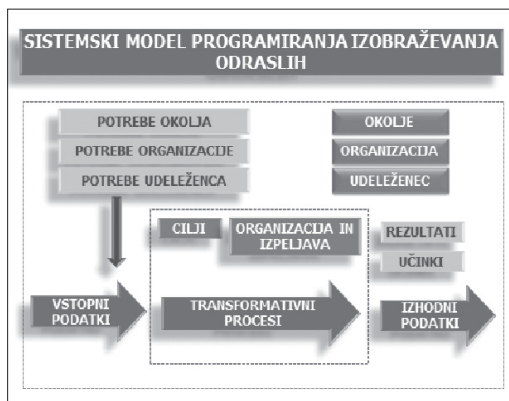 SISTEMSKI MODEL PROGRAMIRANJA IZOBRAŽEVANJA
ODRASLIH
POTREBE OKOLJA
POTREBE ORGANIZACIJE
POTREBE UDELEŽENCA
OKOLJE
ORGANIZACIJA
UDELEŽENEC
CILJI
ORGANIZACIJA IN
IZPELJAVA
REZULTATI
UČINKI
VSTOPNI
PODATKI
TRANSFORMATIVNI
PROCESI
IZHODNI
PODATKI